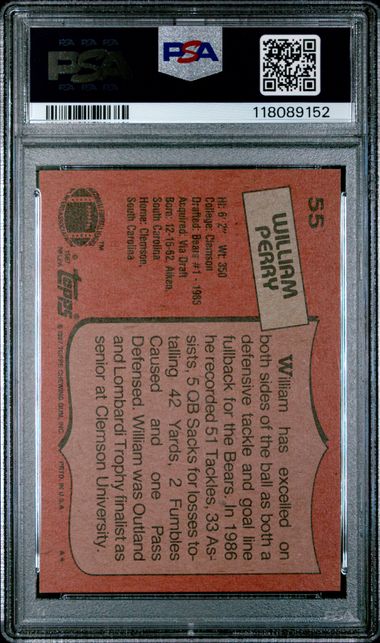 PSA
PSA
118089152
55
WILLIAM
PERRY
Ht: 6' 2" Wt: 350
College: Clemson
Drafted: Bears #1 - 1985
Acquired: Via Draft
Born: 12-16-62, Aiken,
South Carolina
Home: Clemson,
South Carolina
William has excelled on
both sides of the ball as both a
defensive tackle and goal line
fullback for the Bears. In 1986
he recorded 51 Tackles, 33 As-
sists, 5 QB Sacks for losses to-
talling 42 Yards, 2 Fumbles
Caused and one Pass
Defensed. William was Outland
and Lombardi Trophy finalist as
senior at Clemson University.
topps
© 1987 TOPPS CHEWING GUM, INC.
PRTD. IN U.S.A.